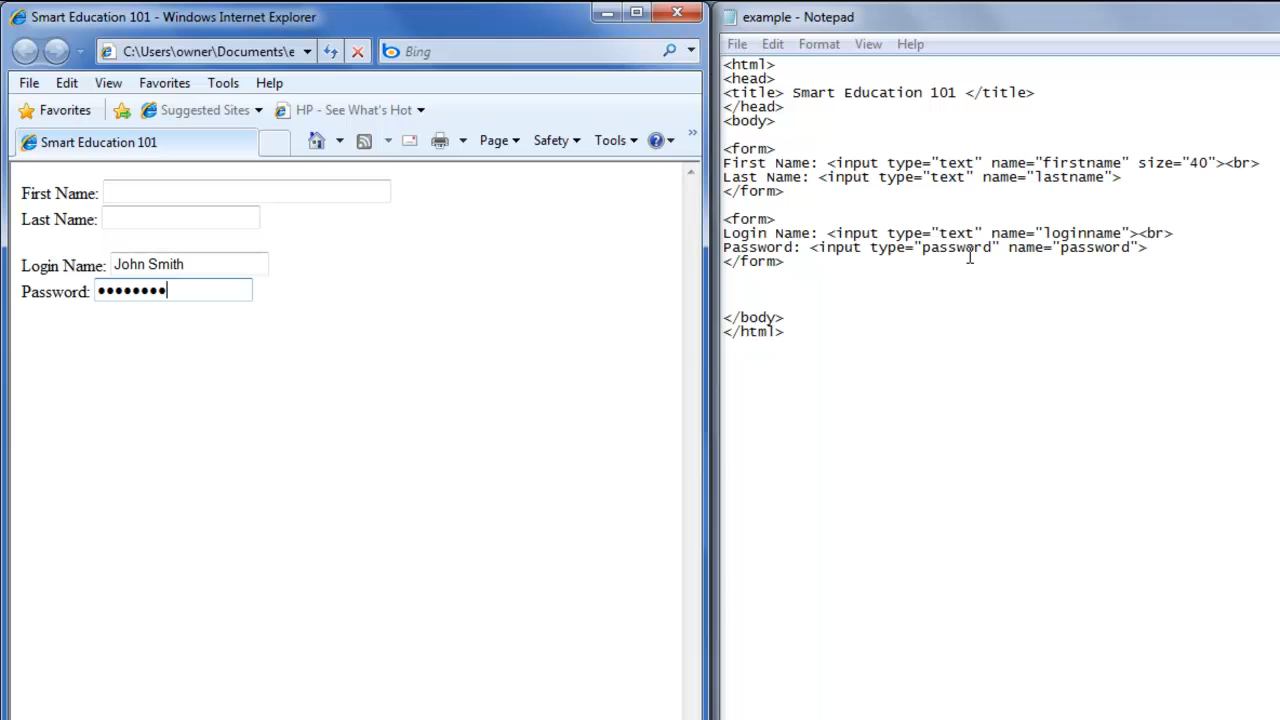 Smart Education 101 - Windows Internet Explorer
C:\Users\owner\Documents\e
Bing
File Edit View Favorites Tools Help
Favorites Suggested Sites HP - See What's Hot
Smart Education 101 Page Safety Tools »
First Name:
Last Name:
Login Name: John Smith
Password: ●●●●●●●●
example - Notepad
File Edit Format View Help
<html>
<head>
<title> Smart Education 101 </title>
</head>
<body>
<form>
First Name: <input type="text" name="firstname" size="40"><br>
Last Name: <input type="text" name="lastname">
</form>
<form>
Login Name: <input type="text" name="loginname"><br>
Password: <input type="password" name="password">
</form>
</body>
</html>